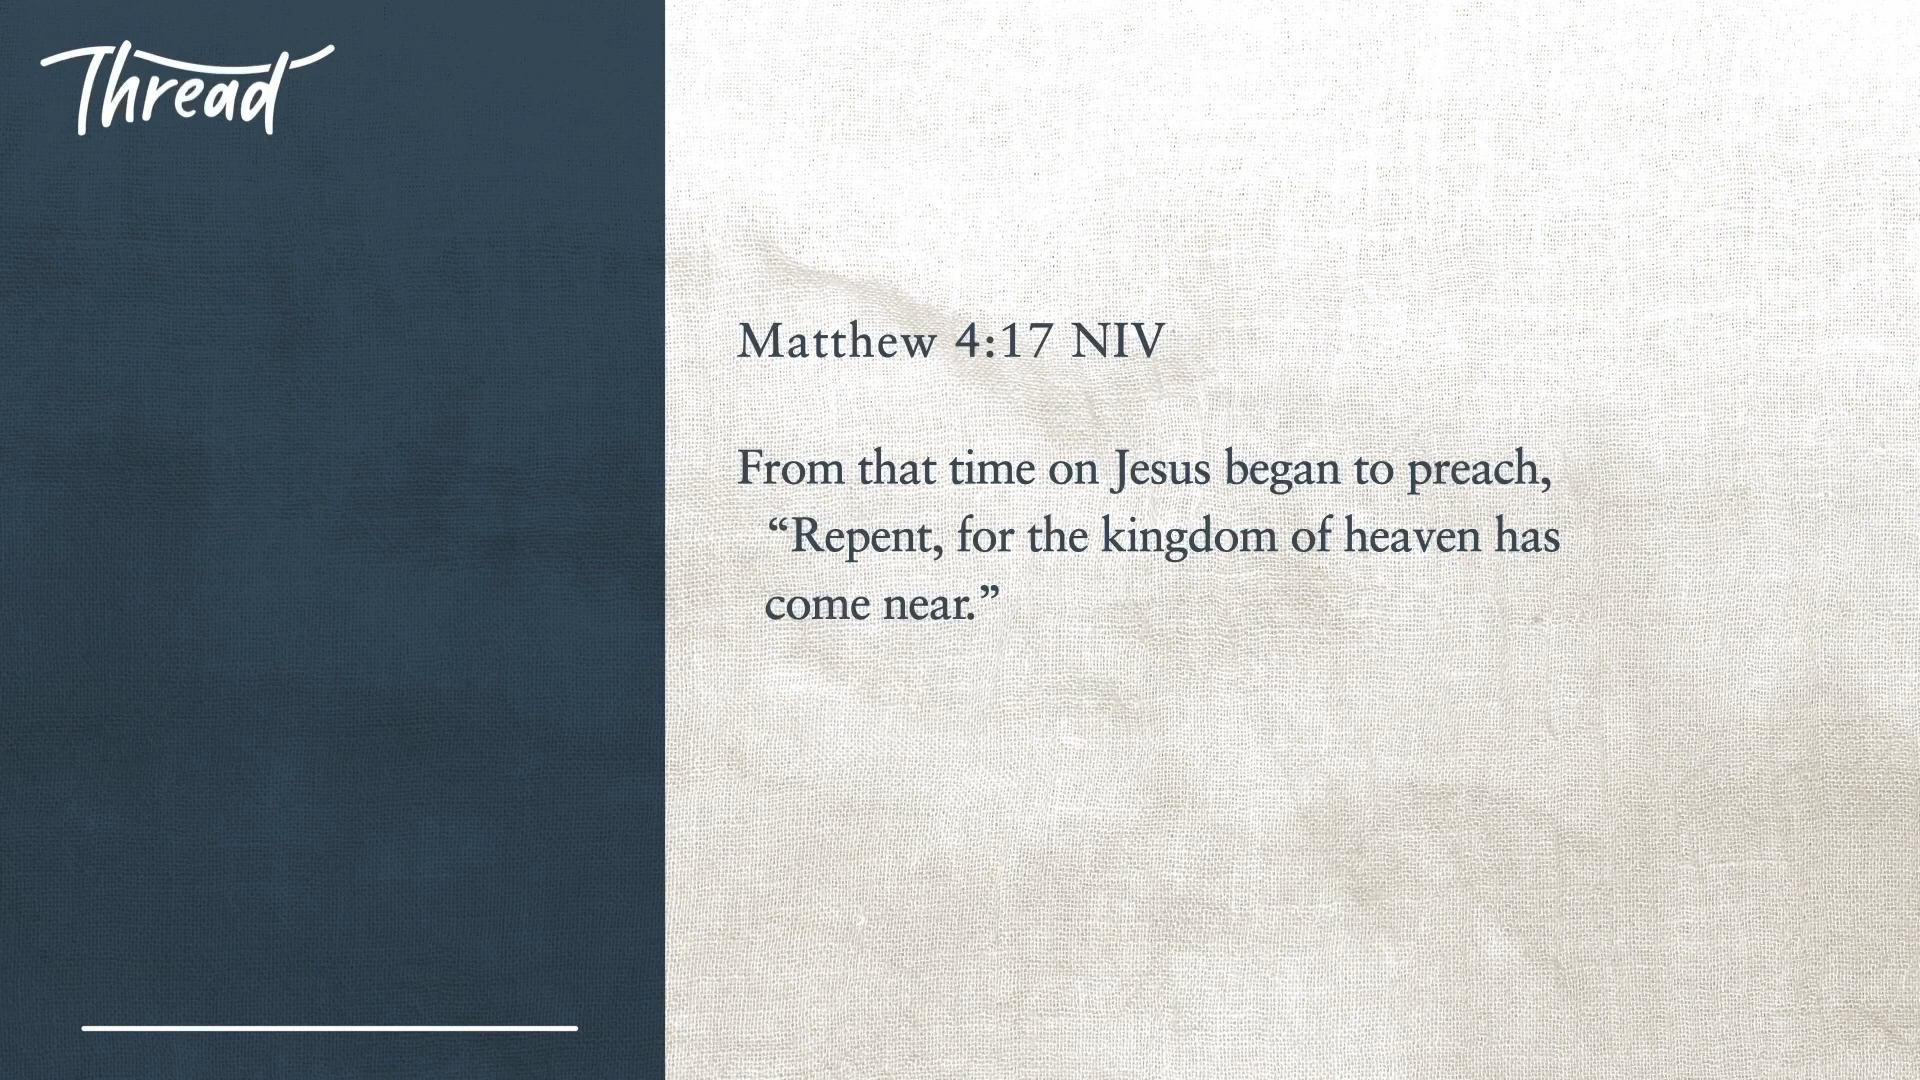 Thread
Matthew 4:17 NIV
From that time on Jesus began to preach,
“Repent, for the kingdom of heaven has
come near.”